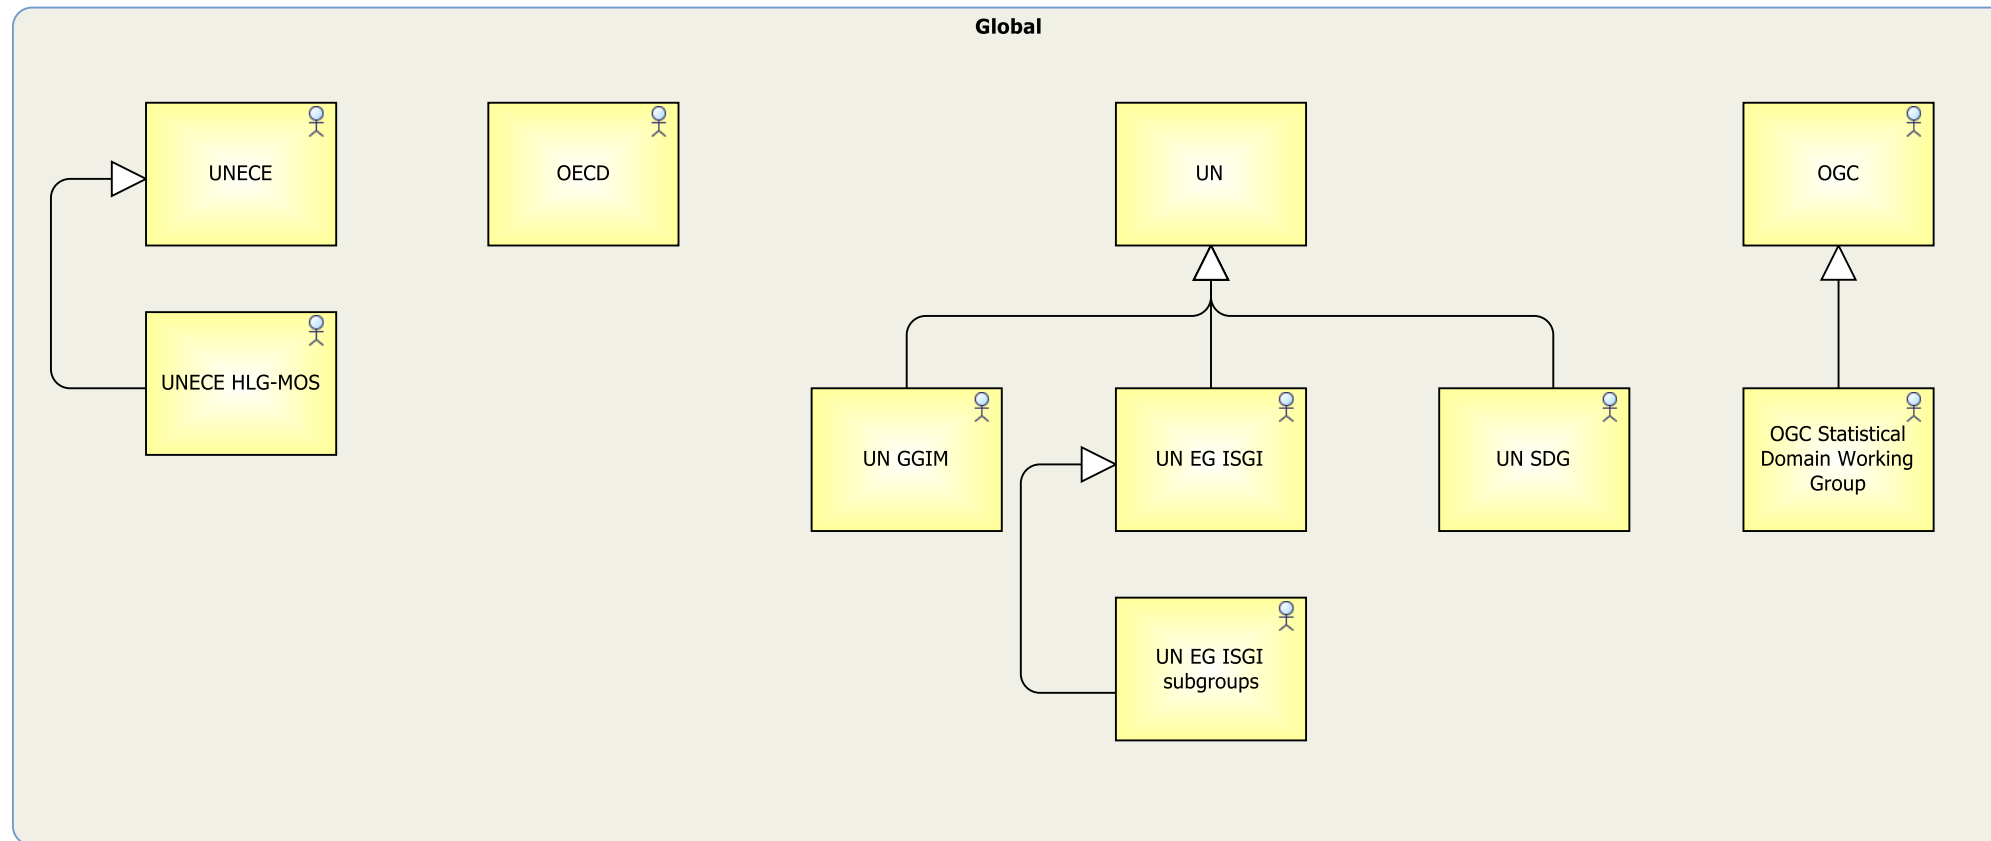 Global
UNECE
OECD
UN
OGC
UNECE HLG-MOS
UN GGIM
UN EG ISGI
UN SDG
OGC Statistical
Domain Working
Group
UN EG ISGI
subgroups